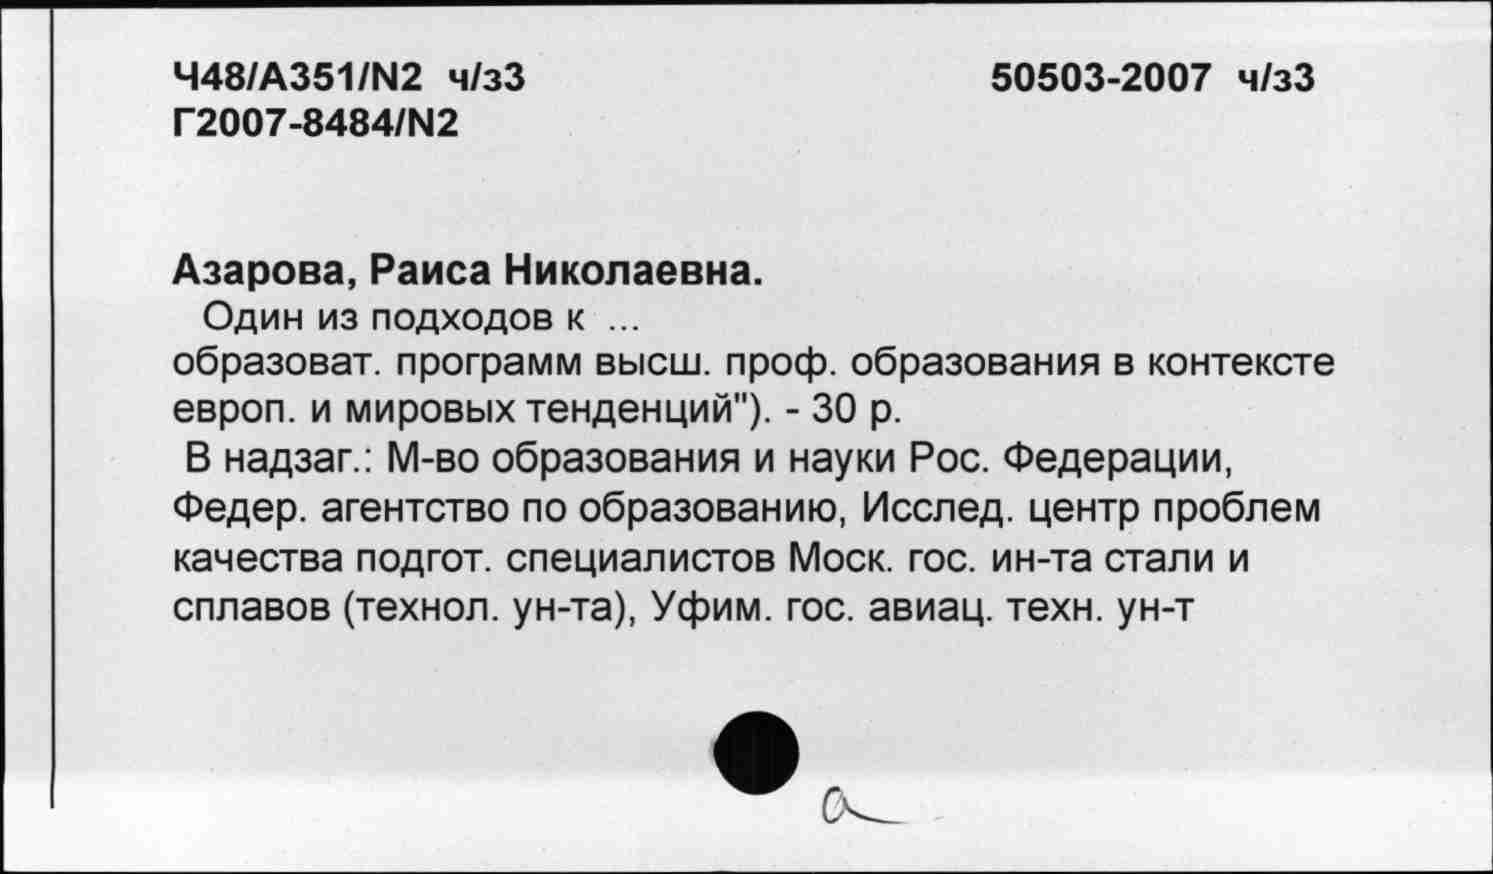 Ч48/А351/N2 ч/з3 50503-2007 ч/з3
Г2007-8484/N2
Азарова, Раиса Николаевна.
Один из подходов к ...
образоват. программ высш. проф. образования в контексте
европ. и мировых тенденций"). - 30 р.
В надзаг.: М-во образования и науки Рос. Федерации,
Федер. агентство по образованию, Исслед. центр проблем
качества подгот. специалистов Моск. гос. ин-та стали и
сплавов (технол. ун-та), Уфим. гос. авиац. техн. ун-т
а